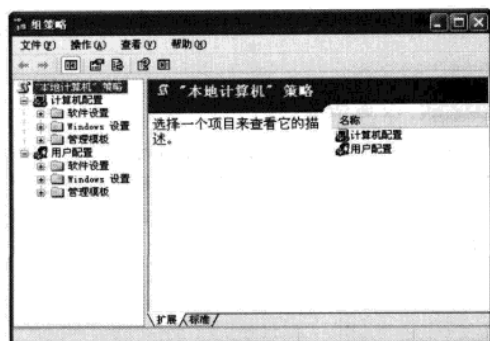 组策略
文件(F) 操作(A) 查看(V) 帮助(H)
"本地计算机" 策略
计算机配置
软件设置
Windows 设置
管理模板
用户配置
软件设置
Windows 设置
管理模板
"本地计算机" 策略
选择一个项目来查看它的描
述。
名称
计算机配置
用户配置
扩展 标准